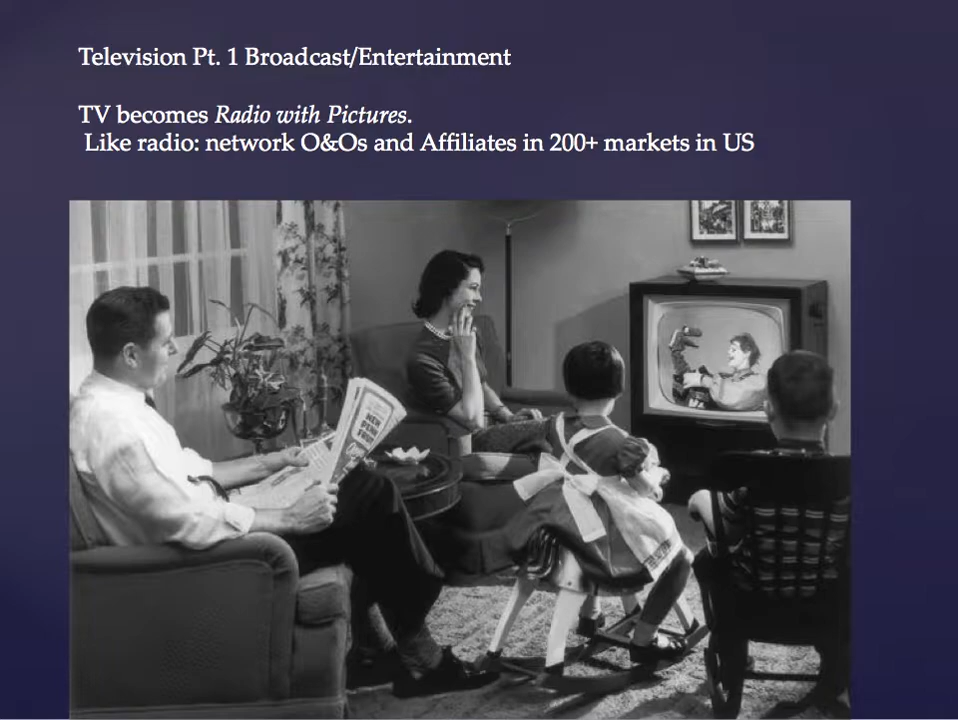 Television Pt. 1 Broadcast/Entertainment
TV becomes Radio with Pictures.
Like radio: network O&Os and Affiliates in 200+ markets in US